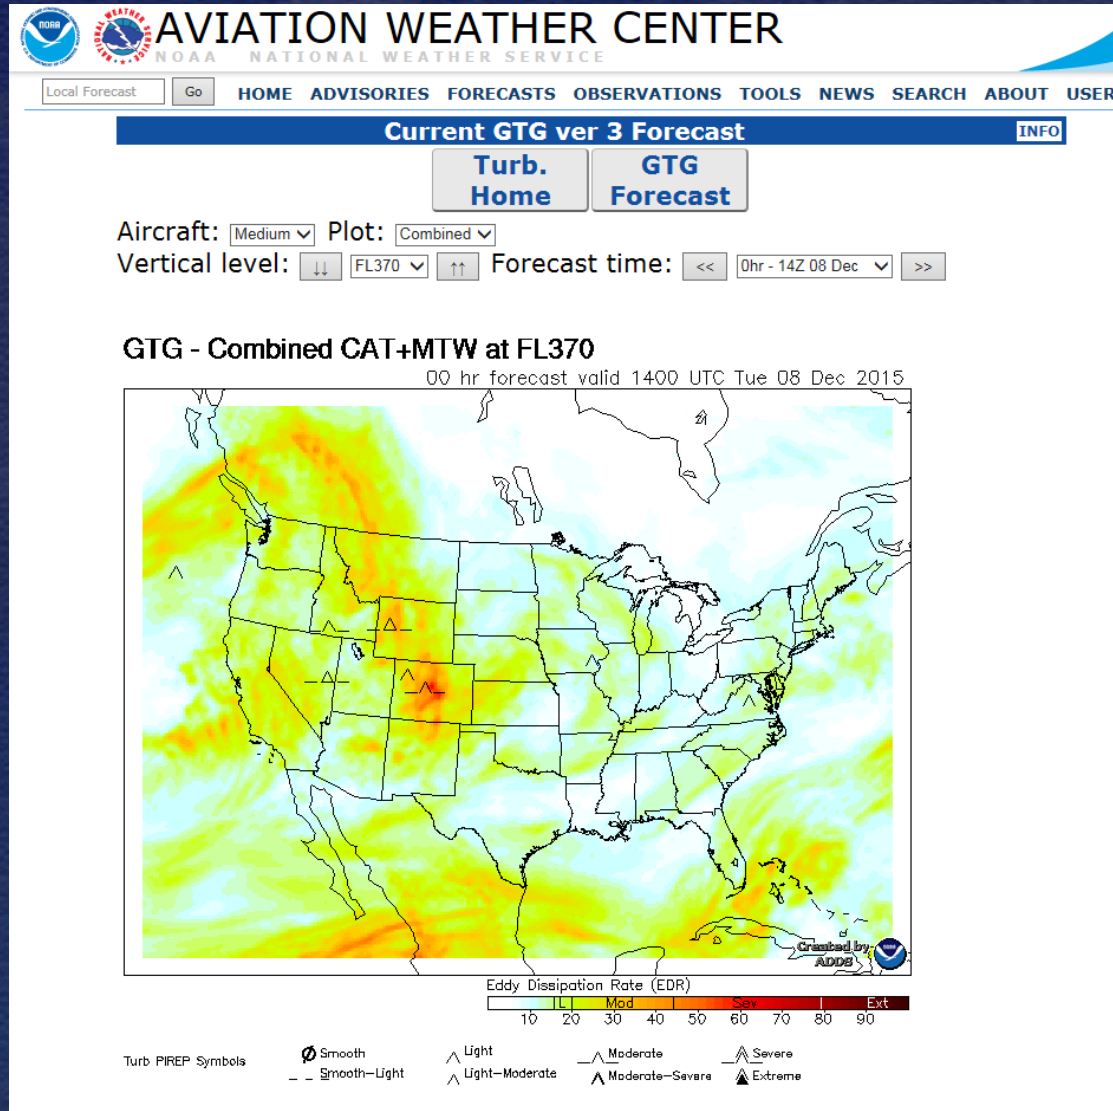 AVIATION WEATHER CENTER
NOAA NATIONAL WEATHER SERVICE
Local Forecast Go HOME ADVISORIES FORECASTS OBSERVATIONS TOOLS NEWS SEARCH ABOUT USER
Current GTG ver 3 Forecast INFO
Turb. Home GTG Forecast
Aircraft: Medium Plot: Combined
Vertical level: ↓↓ FL370 ↑↑ Forecast time: << 0hr - 14Z 08 Dec >>
GTG - Combined CAT+MTW at FL370
00 hr forecast valid 1400 UTC Tue 08 Dec 2015
Created by
ADDS
Eddy Dissipation Rate (EDR)
L Mod Sev Ext
10 20 30 40 50 60 70 80 90
Turb PIREP Symbols
Smooth Light Moderate Severe
Smooth-Light Light-Moderate Moderate-Severe Extreme